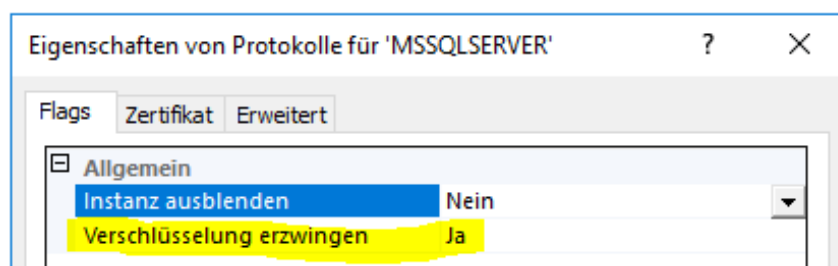 Eigenschaften von Protokolle für 'MSSQLSERVER' ?
Flags Zertifikat Erweitert
Allgemein
Instanz ausblenden Nein
Verschlüsselung erzwingen Ja